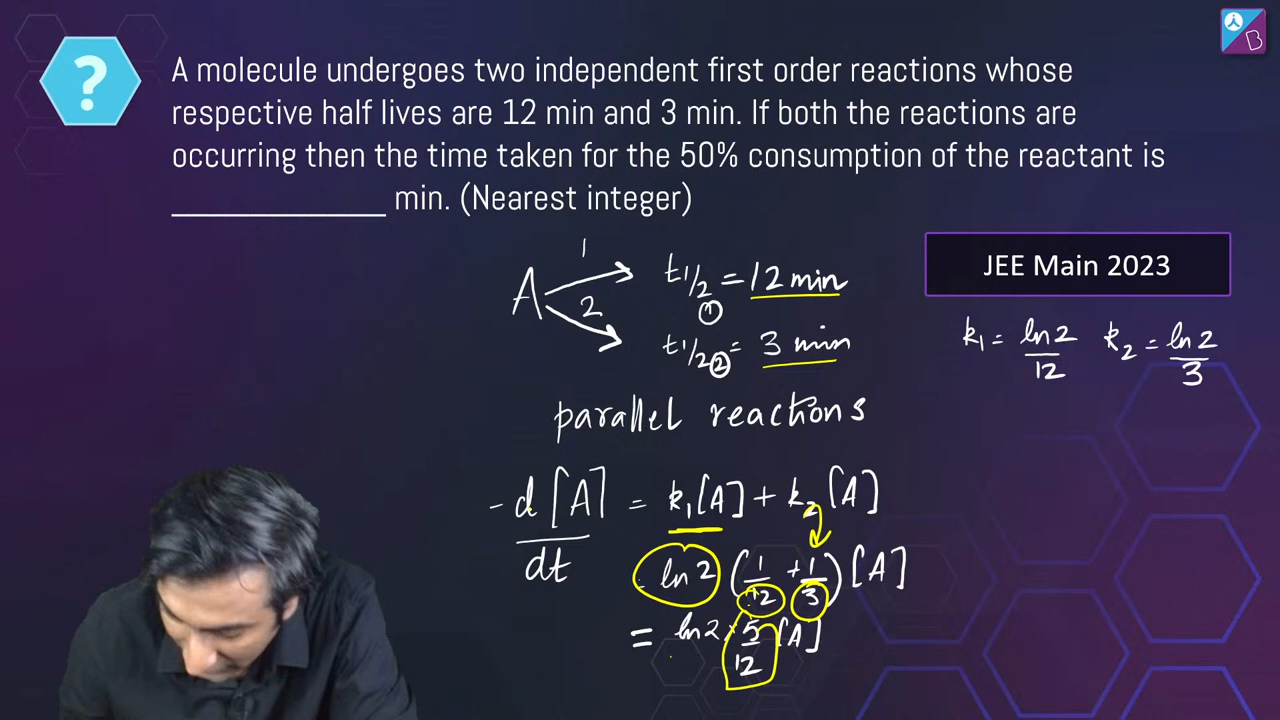 ?
A molecule undergoes two independent first order reactions whose
respective half lives are 12 min and 3 min. If both the reactions are
occurring then the time taken for the 50% consumption of the reactant is
______________ min. (Nearest integer)
JEE Main 2023
A 1 t1/2 ① = 12 min
2 t1/2 ② = 3 min
k1 = ln2/12 k2 = ln2/3
parallel reactions
-d[A]/dt = k1[A] + k2[A]
= ln2 (1/12 + 1/3) [A]
= ln2 × 5/12 [A]
B